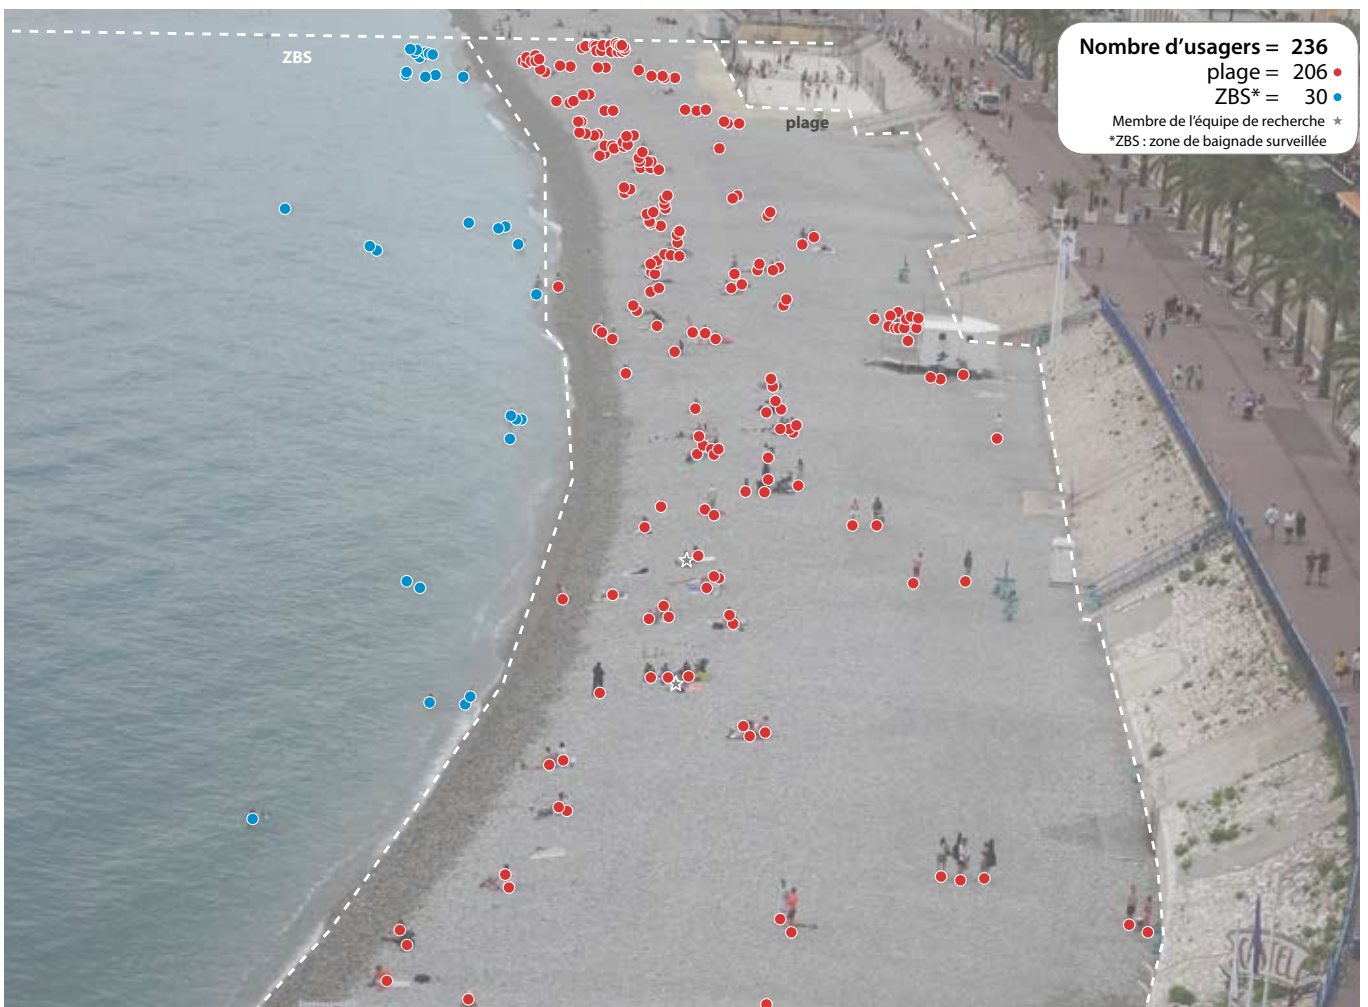 ZBS
plage
Nombre d'usagers = 236
plage = 206
ZBS* = 30
Membre de l'équipe de recherche
*ZBS : zone de baignade surveillée
CASTEL